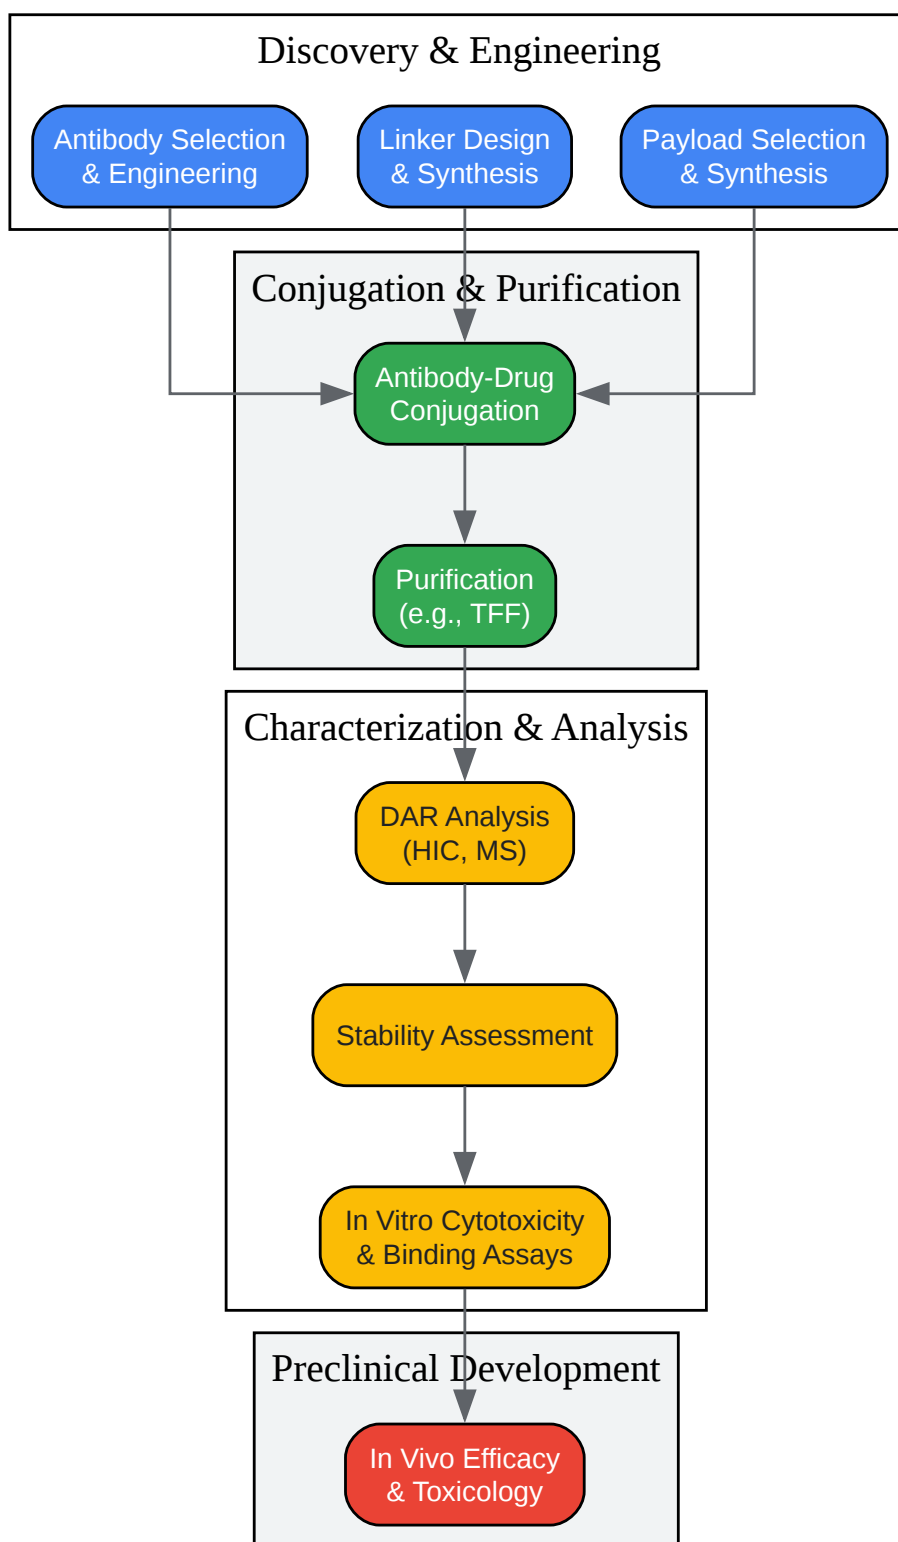 Discovery & Engineering
Antibody Selection
& Engineering
Linker Design
& Synthesis
Payload Selection
& Synthesis
Conjugation & Purification
Antibody-Drug
Conjugation
Purification
(e.g., TFF)
Characterization & Analysis
DAR Analysis
(HIC, MS)
Stability Assessment
In Vitro Cytotoxicity
& Binding Assays
Preclinical Development
In Vivo Efficacy
& Toxicology